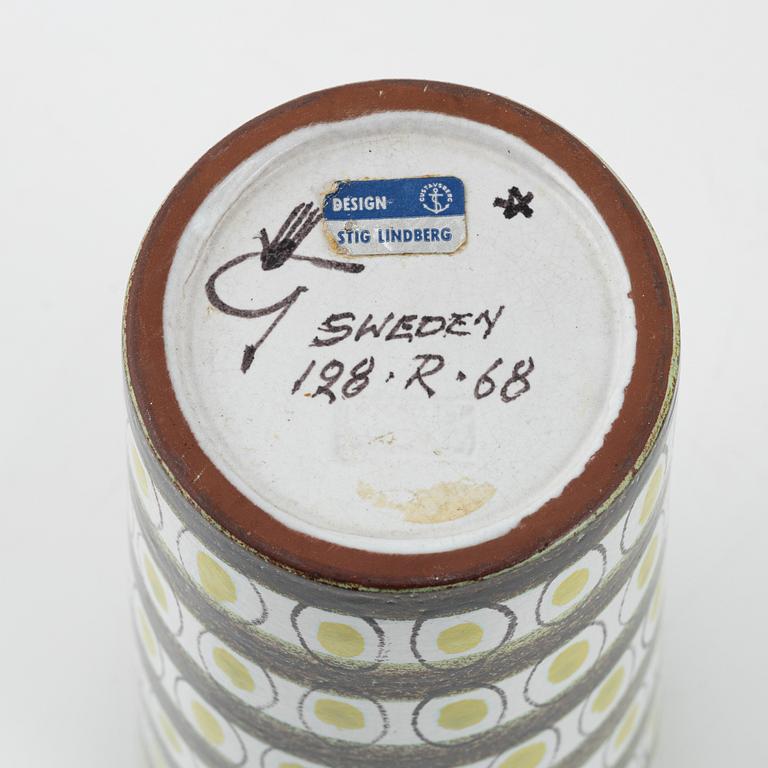 DESIGN
GUSTAVSBERG
STIG LINDBERG
G
SWEDEN
128·R·68